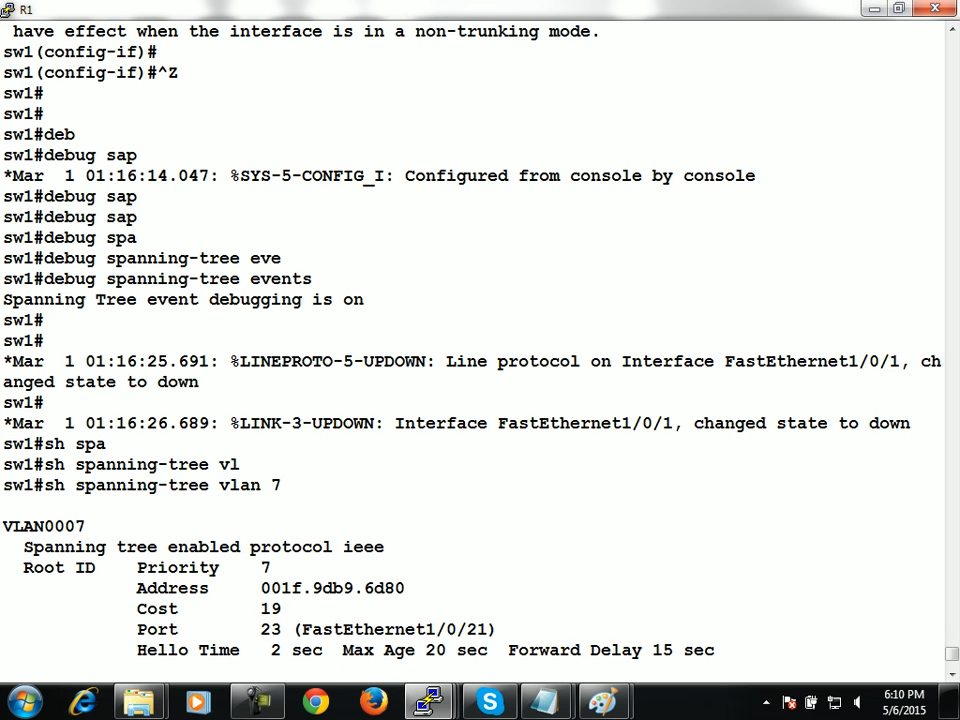 R1
have effect when the interface is in a non-trunking mode.
sw1(config-if)#
sw1(config-if)#^Z
sw1#
sw1#
sw1#deb
sw1#debug sap
*Mar  1 01:16:14.047: %SYS-5-CONFIG_I: Configured from console by console
sw1#debug sap
sw1#debug sap
sw1#debug spa
sw1#debug spanning-tree eve
sw1#debug spanning-tree events
Spanning Tree event debugging is on
sw1#
sw1#
*Mar  1 01:16:25.691: %LINEPROTO-5-UPDOWN: Line protocol on Interface FastEthernet1/0/1, ch
anged state to down
sw1#
*Mar  1 01:16:26.689: %LINK-3-UPDOWN: Interface FastEthernet1/0/1, changed state to down
sw1#sh spa
sw1#sh spanning-tree vl
sw1#sh spanning-tree vlan 7
VLAN0007
  Spanning tree enabled protocol ieee
  Root ID    Priority    7
             Address     001f.9db9.6d80
             Cost        19
             Port        23 (FastEthernet1/0/21)
             Hello Time   2 sec  Max Age 20 sec  Forward Delay 15 sec
6:10 PM
5/6/2015